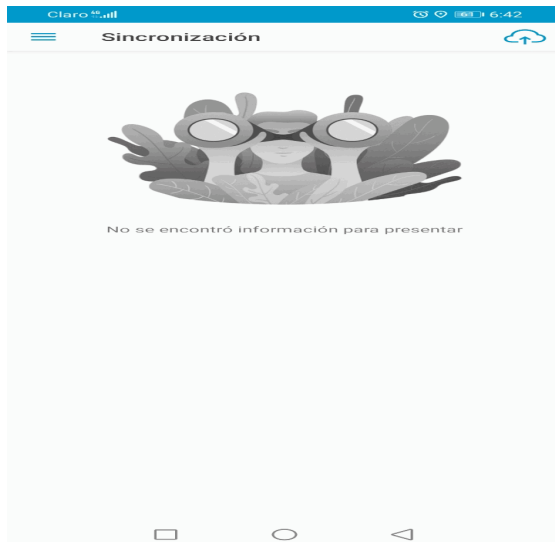 Claro 6:42
Sincronización
No se encontró información para presentar